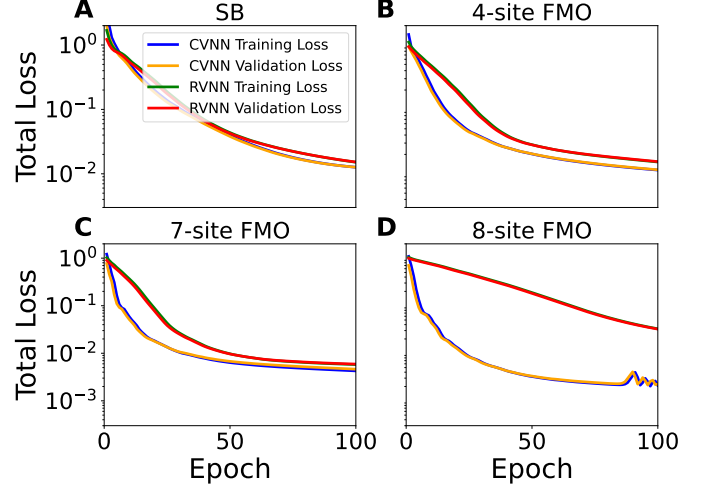 A SB
B 4-site FMO
CVNN Training Loss
CVNN Validation Loss
RVNN Training Loss
RVNN Validation Loss
Total Loss
10^0
10^-1
10^-2
C 7-site FMO
D 8-site FMO
Total Loss
10^0
10^-1
10^-2
10^-3
0 50 100
0 50 100
Epoch
Epoch